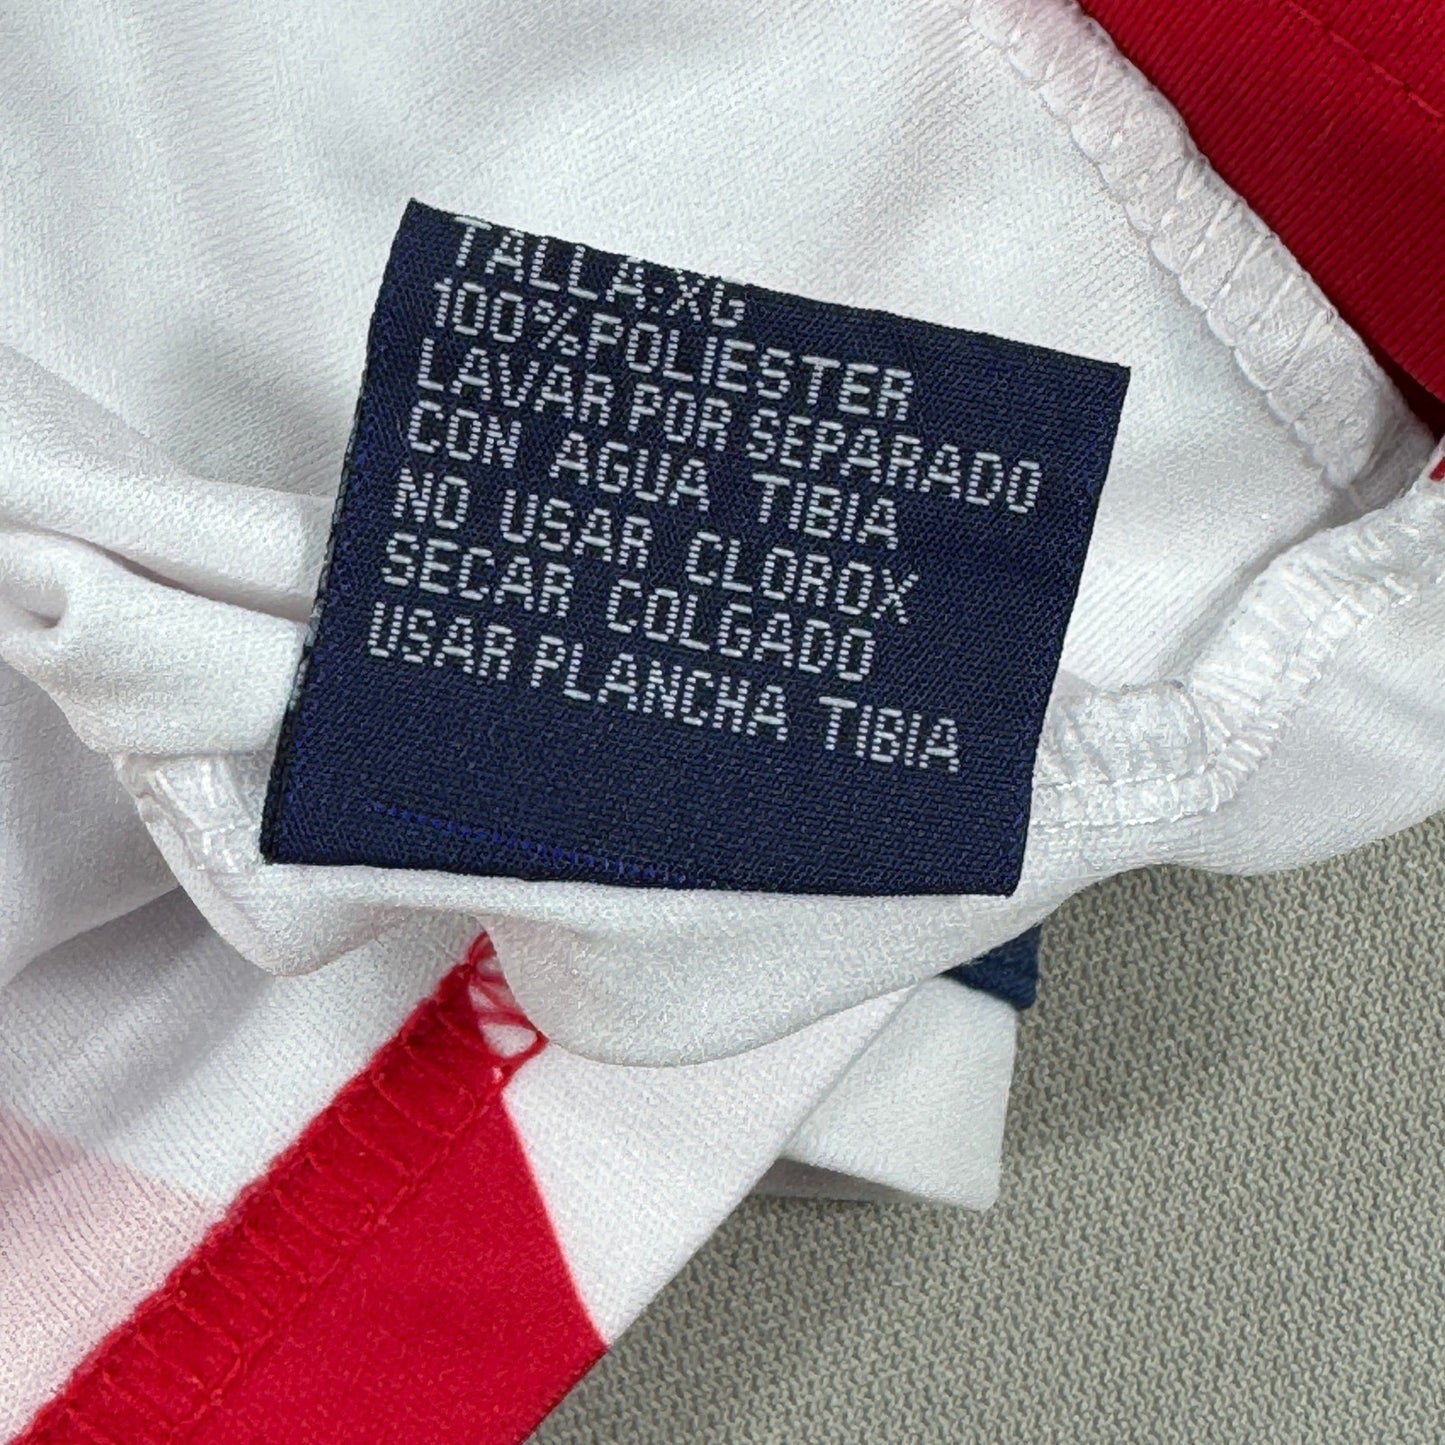 TALLA:XG
100%POLIESTER
LAVAR POR SEPARADO
CON AGUA TIBIA
NO USAR CLOROX
SECAR COLGADO
USAR PLANCHA TIBIA